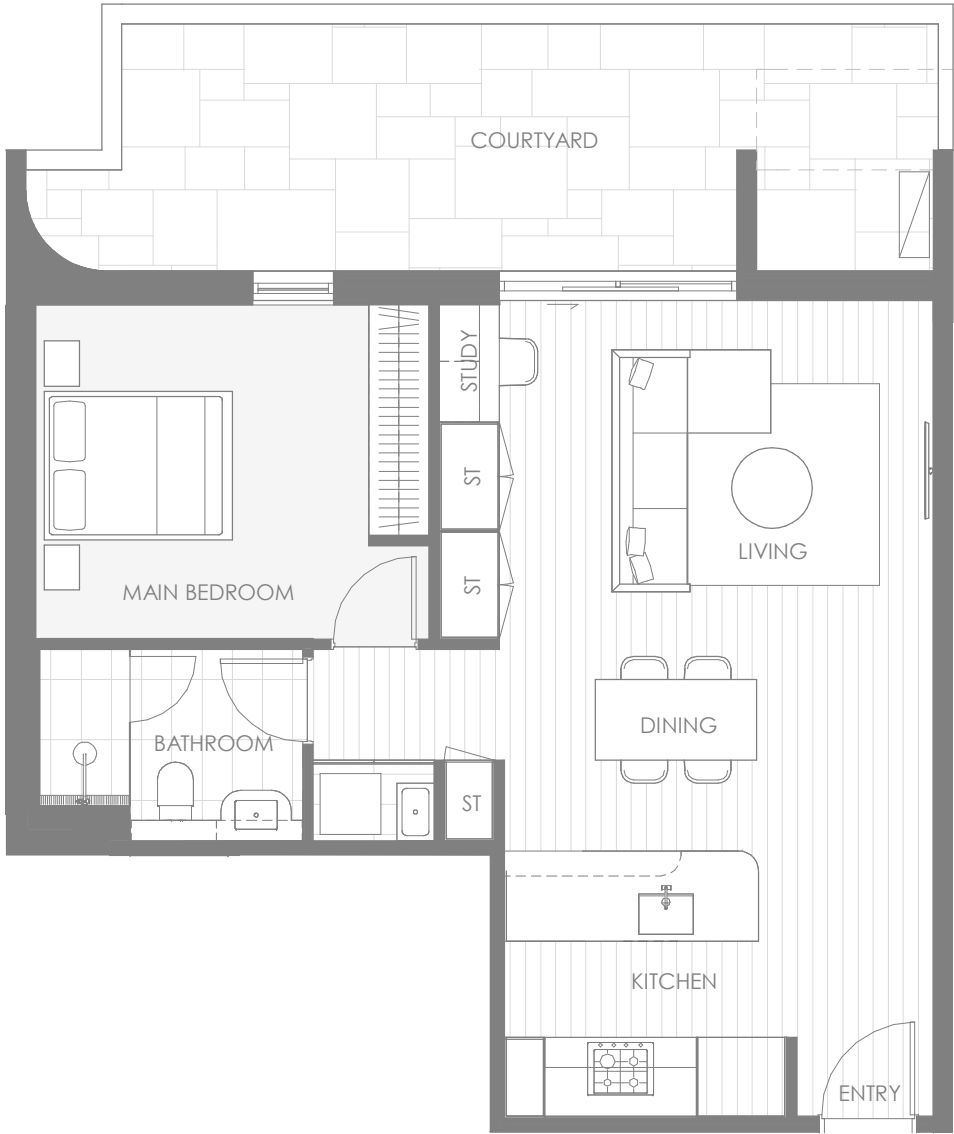 COURTYARD
STUDY
ST
LIVING
ST
MAIN BEDROOM
DINING
BATHROOM
ST
KITCHEN
ENTRY